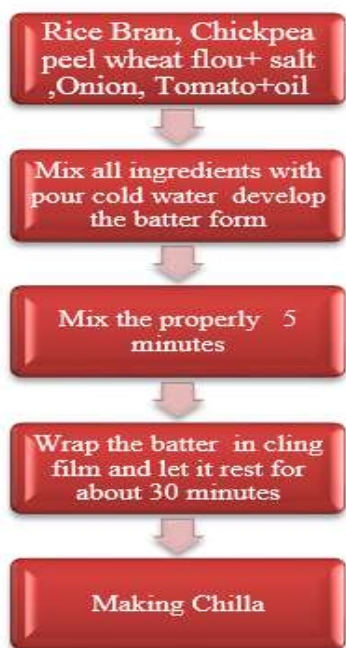 Rice Bran, Chickpea
peel wheat flou+ salt
,Onion, Tomato+oil
Mix all ingredients with
pour cold water develop
the batter form
Mix the properly 5
minutes
Wrap the batter in cling
film and let it rest for
about 30 minutes
Making Chilla